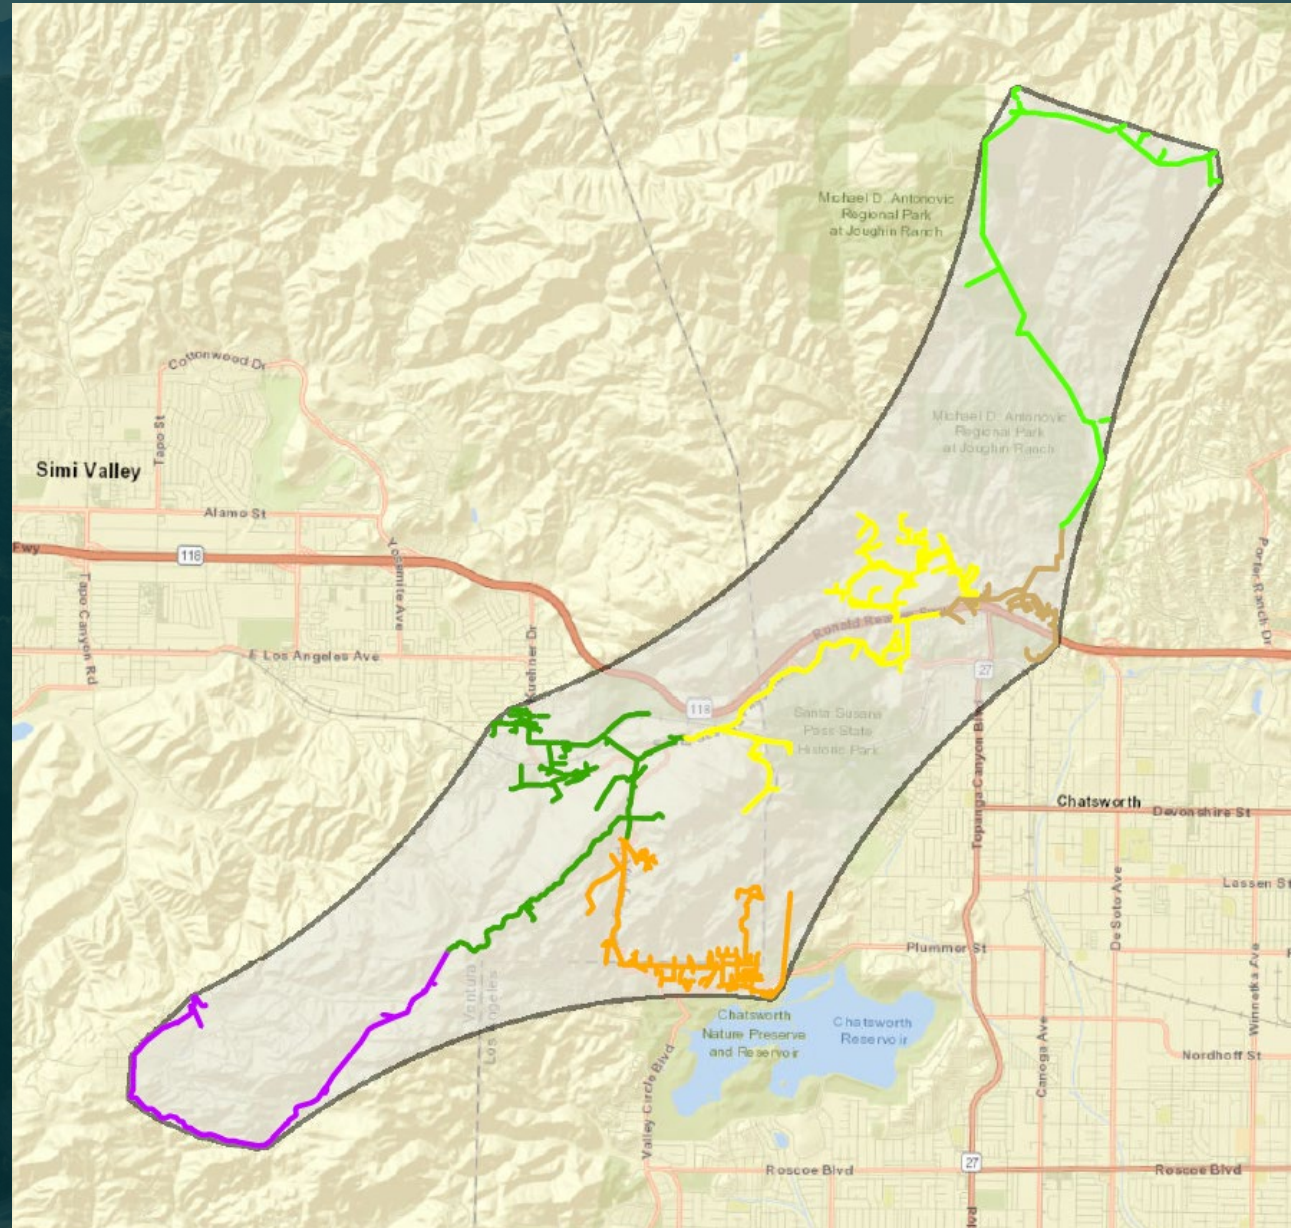 Michael D. Antonovic
Regional Park
at Joughin Ranch
Cottonwood Dr
Tapo St
Michael D. Antonovic
Regional Park
at Joughin Ranch
Simi Valley
Alamo St
Fwy
118
Yosemite Ave
Porter Ranch Dr
Tapo Canyon Rd
Ronald Rea
E Los Angeles Ave
Kuehner Dr
27
118
Santa Susana
Pass State
Historic Park
Topanga Canyon Blvd
Chatsworth
Devonshire St
Lassen St
De Soto Ave
Plummer St
Winnetka Ave
Ventura
Los Angeles
Chatsworth
Nature Preserve
and Reservoir
Chatsworth
Reservoir
Canoga Ave
Nordhoff St
Valley Circle Blvd
Roscoe Blvd
27
Roscoe Blvd
lvd